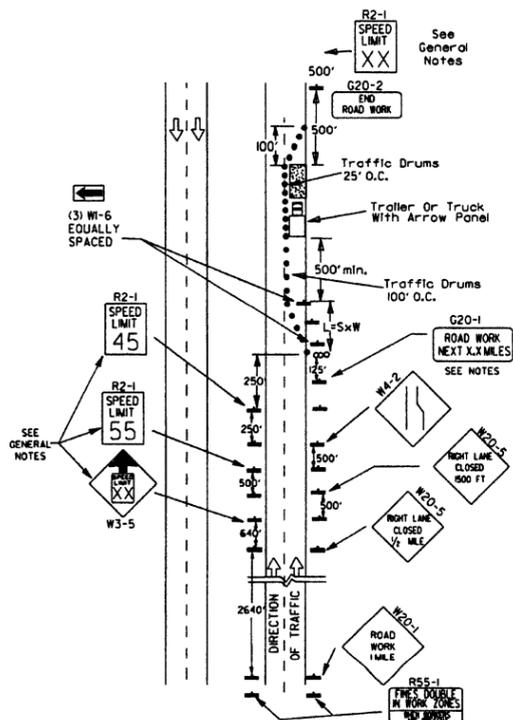 R2-1
SPEED
LIMIT
XX
See
General
Notes
500'
G20-2
END
ROAD WORK
500'
100'
Traffic Drums
25' O.C.
Trailer Or Truck
With Arrow Panel
(3) W1-6
EQUALLY
SPACED
500' min.
Traffic Drums
100' O.C.
L=SxW
R2-1
SPEED
LIMIT
45
G20-1
ROAD WORK
NEXT X.X MILES
SEE NOTES
125'
250'
W4-2
250'
R2-1
SPEED
LIMIT
55
W20-5
RIGHT LANE
CLOSED
1500 FT
500'
500'
SEE
GENERAL
NOTES
SPEED
LIMIT
XX
W3-5
500'
W20-5
RIGHT LANE
CLOSED
1/2 MILE
640'
2640'
DIRECTION
OF TRAFFIC
W20-1
ROAD
WORK
1 MILE
R55-1
FINES DOUBLE
IN WORK ZONES
WHEN WORKERS